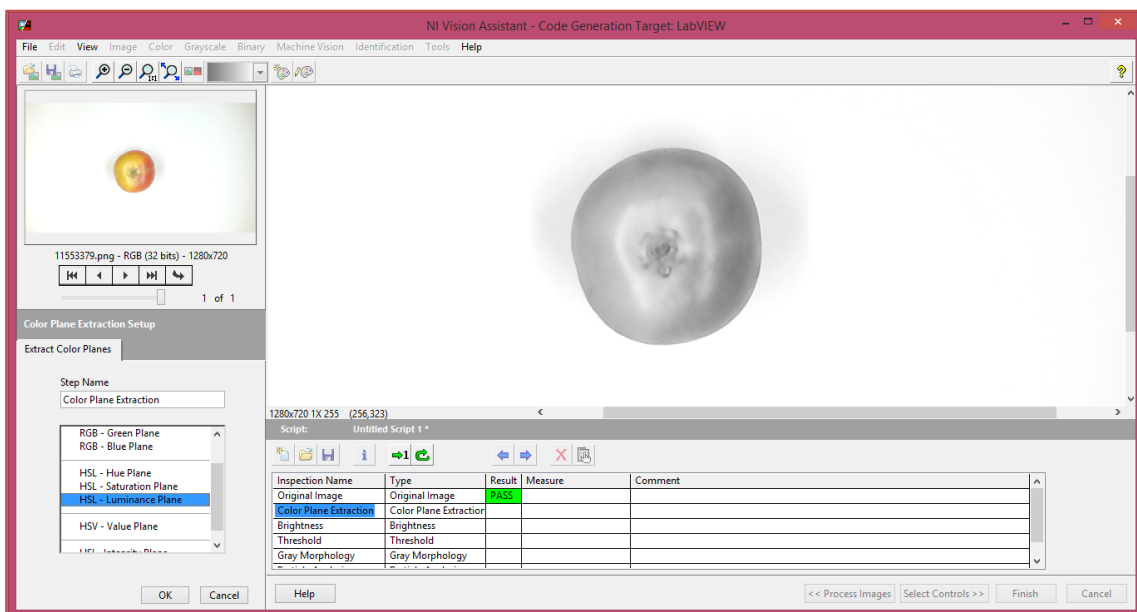 NI Vision Assistant - Code Generation Target: LabVIEW
File Edit View Image Color Grayscale Binary Machine Vision Identification Tools Help
1:1
11553379.png - RGB (32 bits) - 1280x720
1 of 1
Color Plane Extraction Setup
Extract Color Planes
Step Name
Color Plane Extraction
RGB - Green Plane
RGB - Blue Plane
HSL - Hue Plane
HSL - Saturation Plane
HSL - Luminance Plane
HSV - Value Plane
OK Cancel
1280x720 1X 255 (256,323)
Script: Untitled Script 1 *
Inspection Name Type Result Measure Comment
Original Image Original Image PASS
Color Plane Extraction Color Plane Extraction
Brightness Brightness
Threshold Threshold
Gray Morphology Gray Morphology
Help << Process Images Select Controls >> Finish Cancel